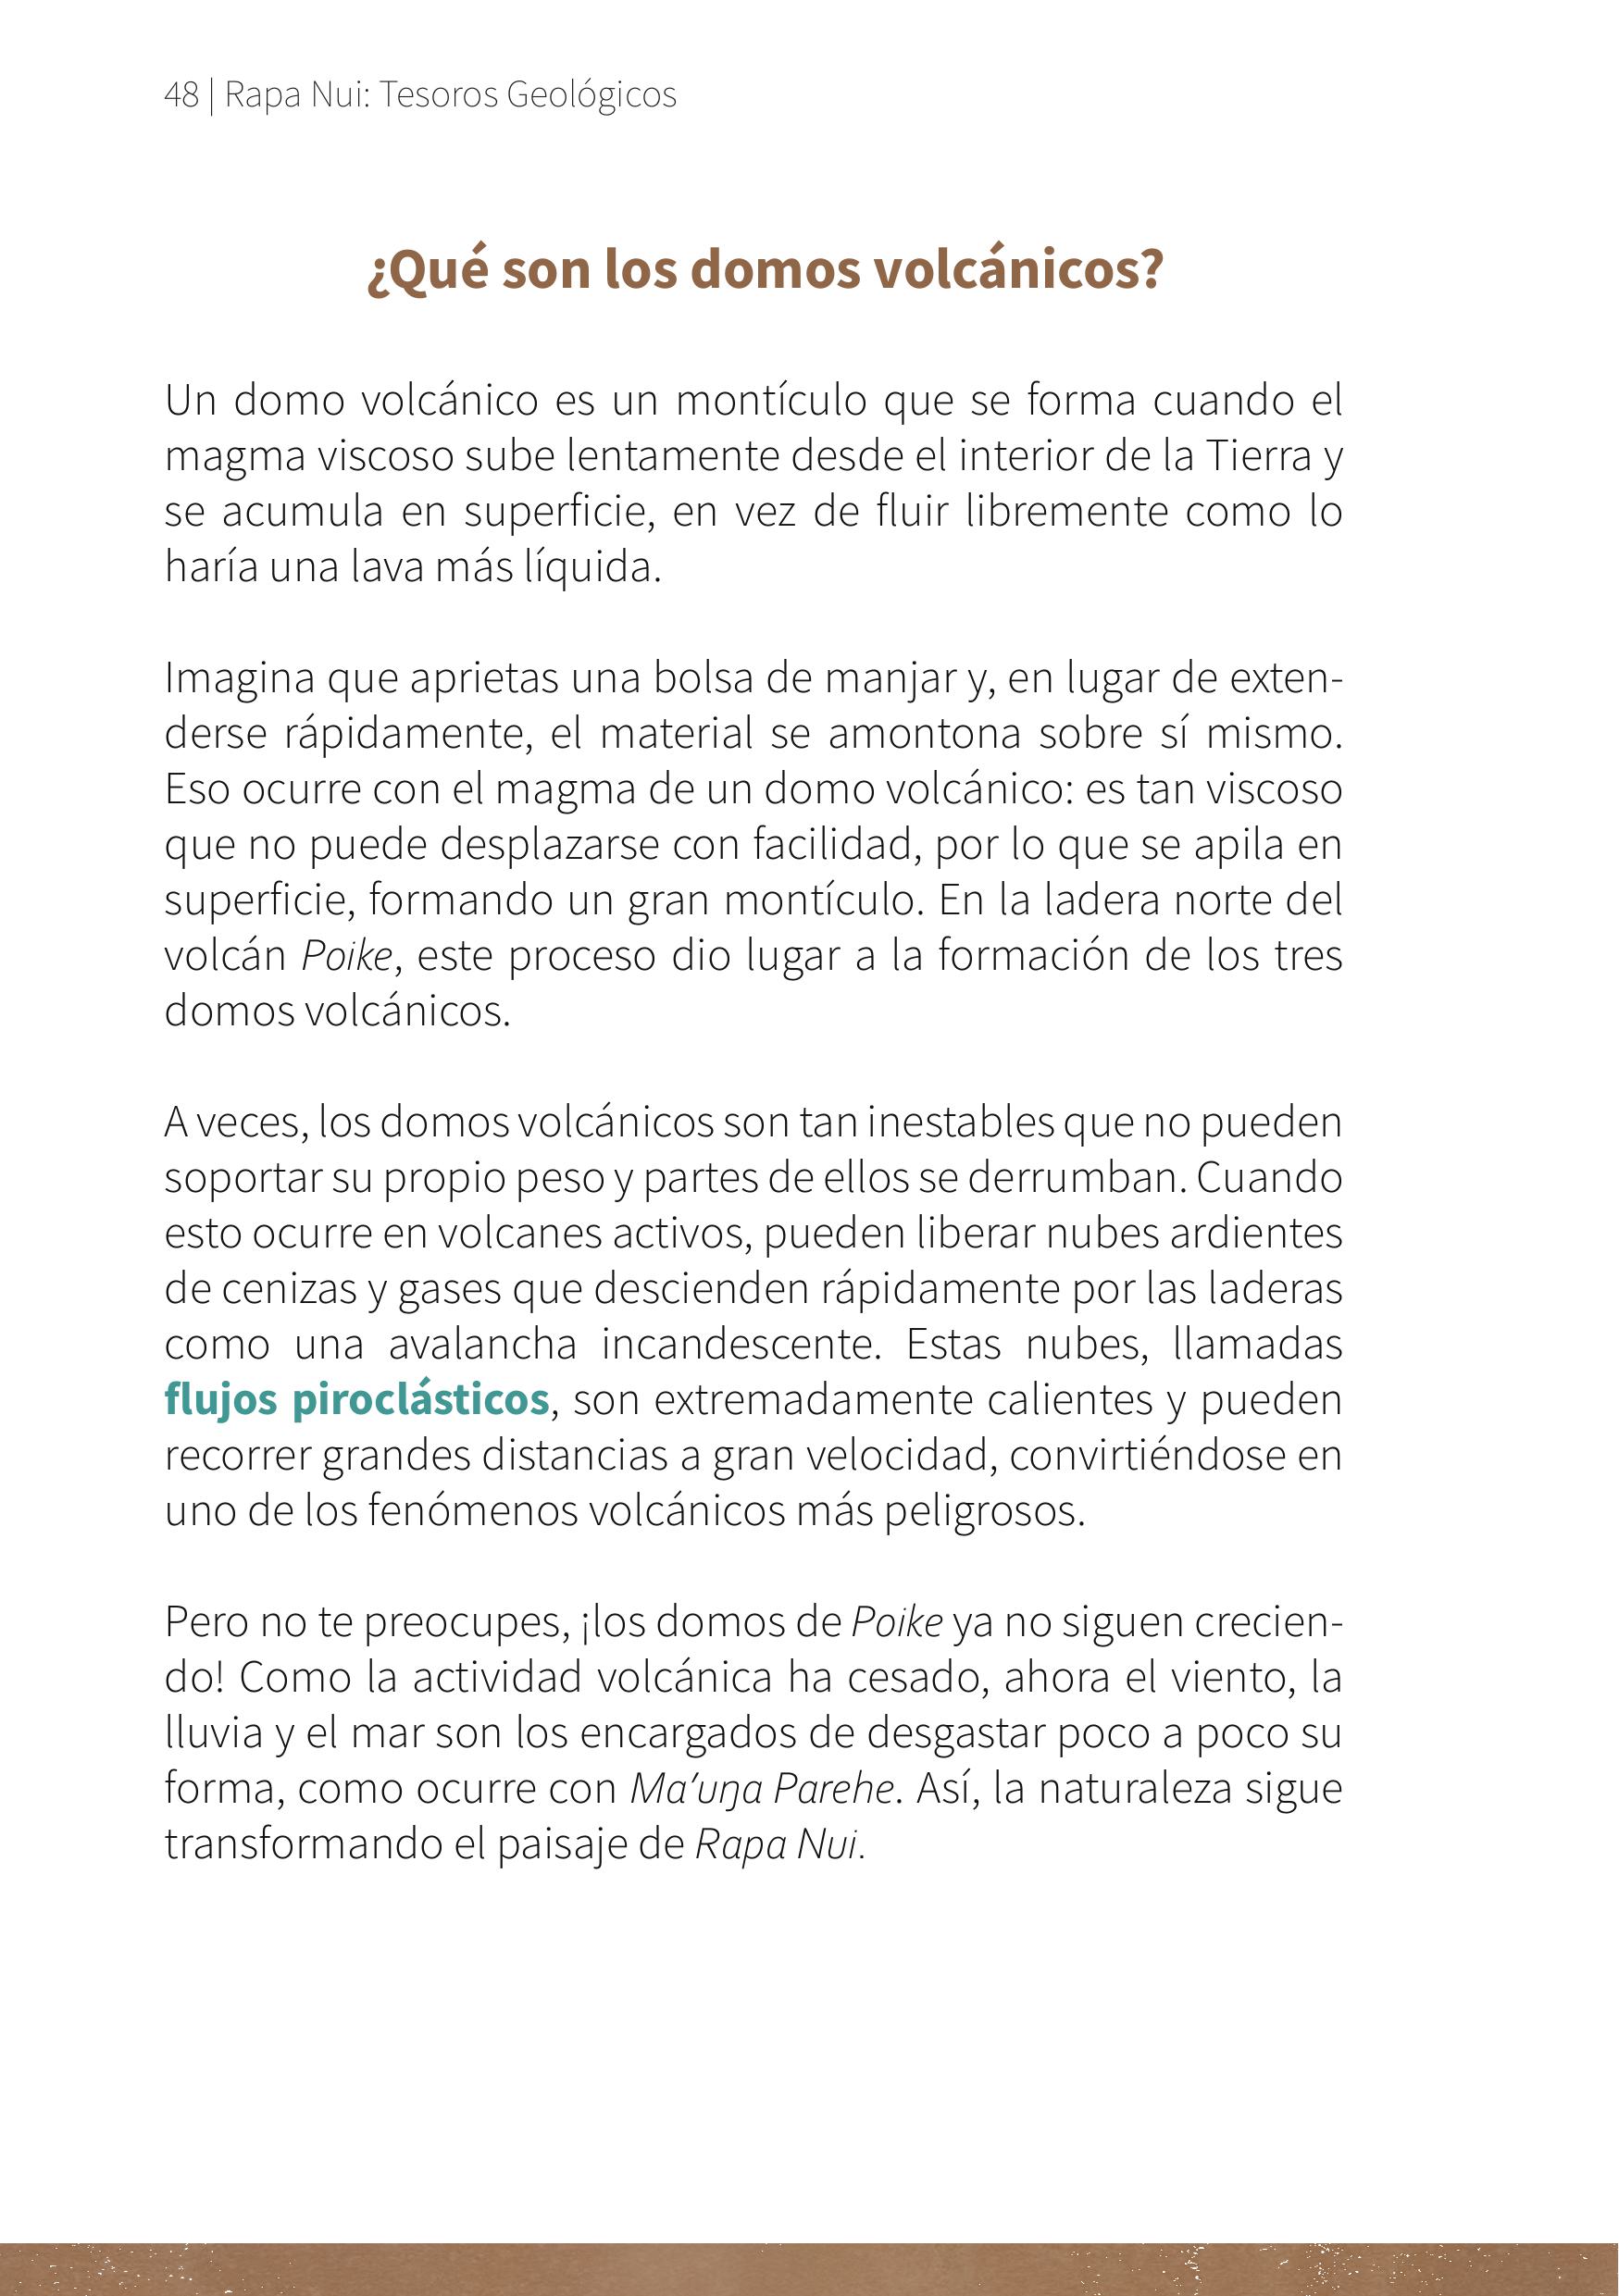 48 | Rapa Nui: Tesoros Geológicos
¿Qué son los domos volcánicos?
Un domo volcánico es un montículo que se forma cuando el
magma viscoso sube lentamente desde el interior de la Tierra y
se acumula en superficie, en vez de fluir libremente como lo
haría una lava más líquida.
Imagina que aprietas una bolsa de manjar y, en lugar de exten-
derse rápidamente, el material se amontona sobre sí mismo.
Eso ocurre con el magma de un domo volcánico: es tan viscoso
que no puede desplazarse con facilidad, por lo que se apila en
superficie, formando un gran montículo. En la ladera norte del
volcán Poike, este proceso dio lugar a la formación de los tres
domos volcánicos.
A veces, los domos volcánicos son tan inestables que no pueden
soportar su propio peso y partes de ellos se derrumban. Cuando
esto ocurre en volcanes activos, pueden liberar nubes ardientes
de cenizas y gases que descienden rápidamente por las laderas
como una avalancha incandescente. Estas nubes, llamadas
flujos piroclásticos, son extremadamente calientes y pueden
recorrer grandes distancias a gran velocidad, convirtiéndose en
uno de los fenómenos volcánicos más peligrosos.
Pero no te preocupes, ¡los domos de Poike ya no siguen crecien-
do! Como la actividad volcánica ha cesado, ahora el viento, la
lluvia y el mar son los encargados de desgastar poco a poco su
forma, como ocurre con Ma’uŋa Parehe. Así, la naturaleza sigue
transformando el paisaje de Rapa Nui.